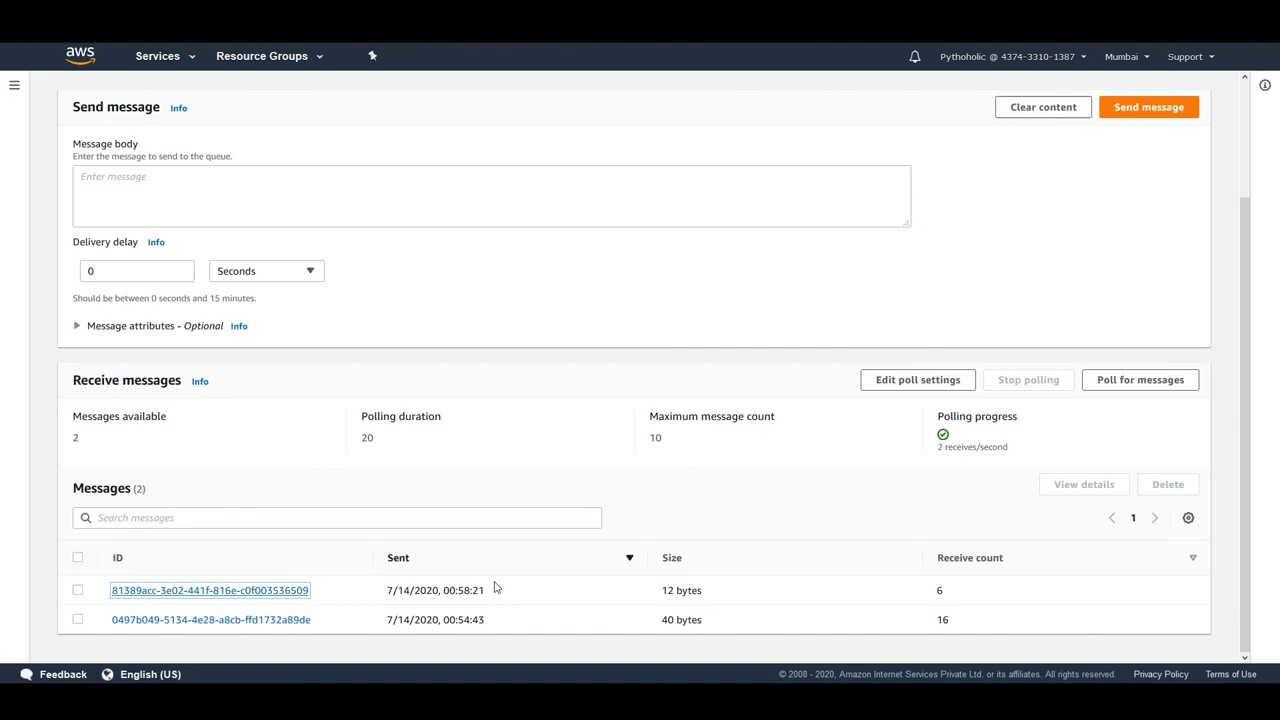 aws Services Resource Groups Pythoholic @ 4374-3310-1387 Mumbai Support
Send message Info Clear content Send message
Message body
Enter the message to send to the queue.
Enter message
Delivery delay Info
0 Seconds
Should be between 0 seconds and 15 minutes.
Message attributes - Optional Info
Receive messages Info Edit poll settings Stop polling Poll for messages
Messages available Polling duration Maximum message count Polling progress
2 20 10
2 receives/second
Messages (2) View details Delete
Search messages 1
ID Sent Size Receive count
81389acc-3e02-441f-816e-c0f003536509 7/14/2020, 00:58:21 12 bytes 6
0497b049-5134-4e28-a8cb-ffd1732a89de 7/14/2020, 00:54:43 40 bytes 16
Feedback English (US) © 2008 - 2020, Amazon Internet Services Private Ltd. or its affiliates. All rights reserved. Privacy Policy Terms of Use